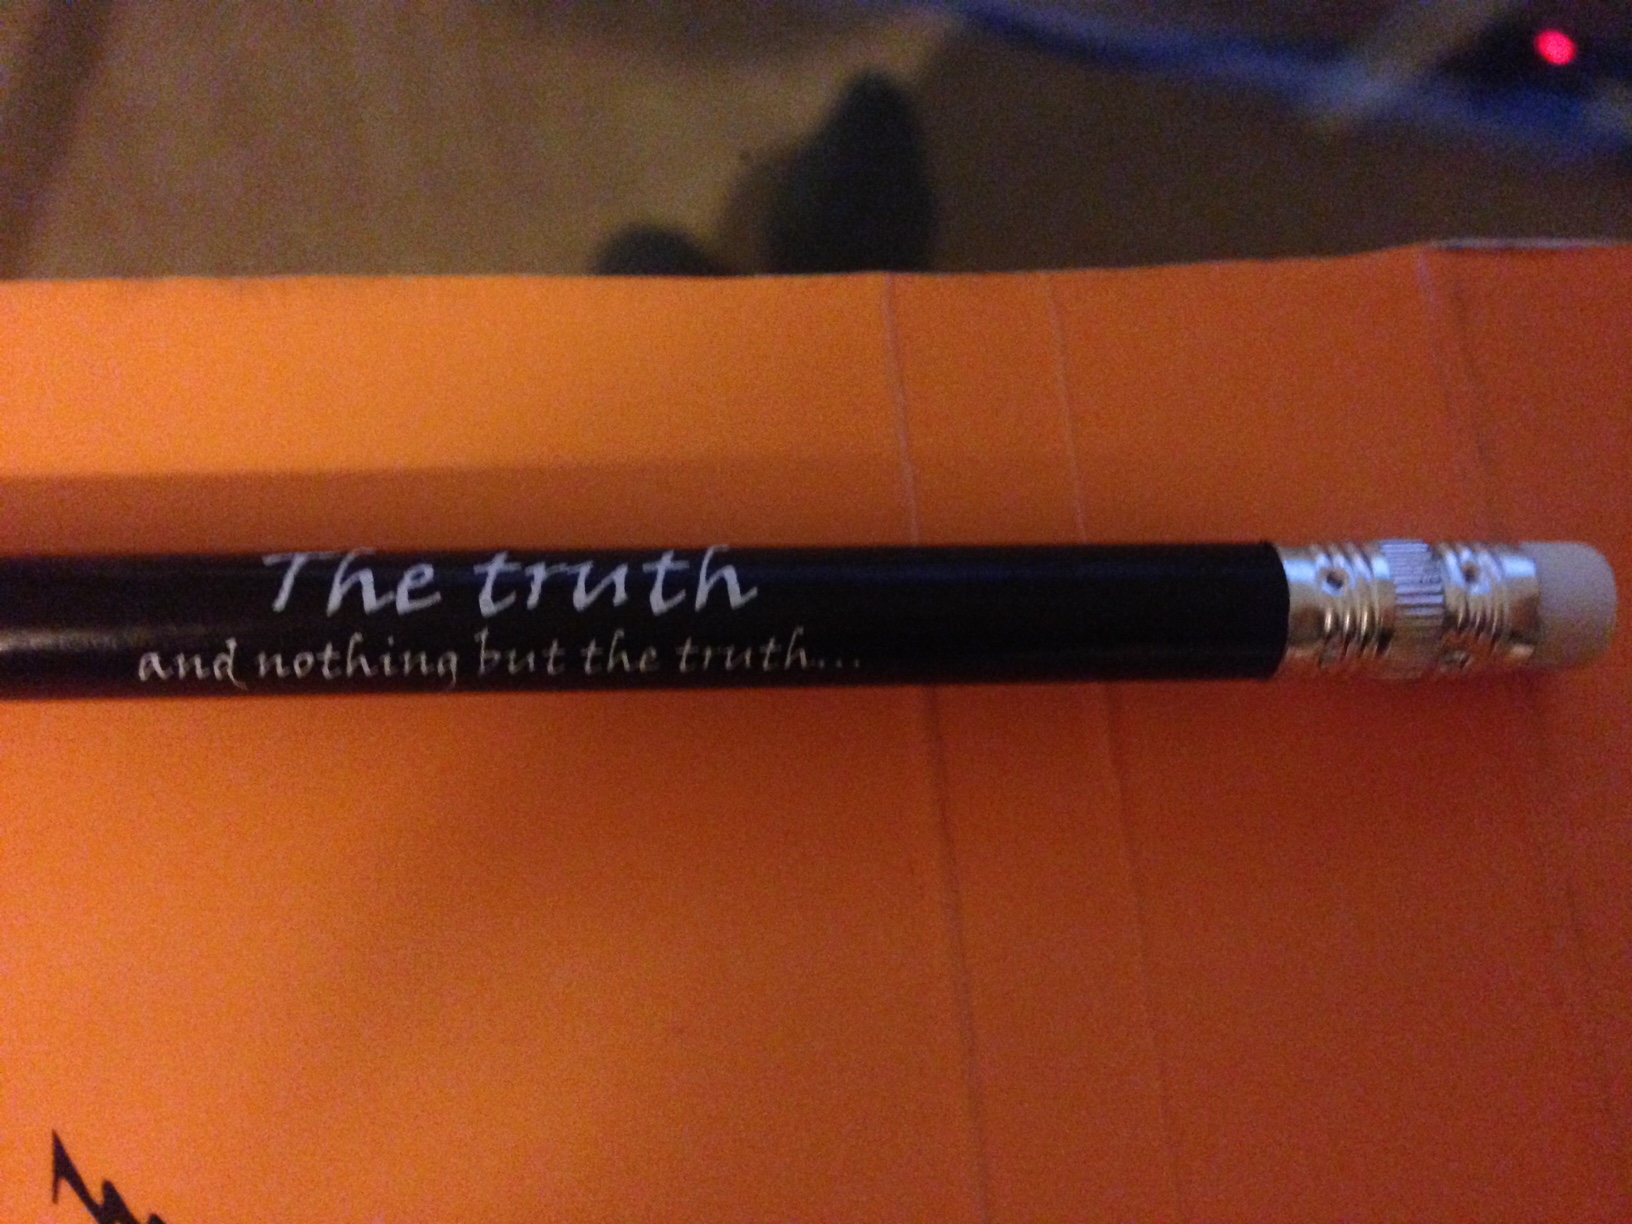 The truth
and nothing but the truth....